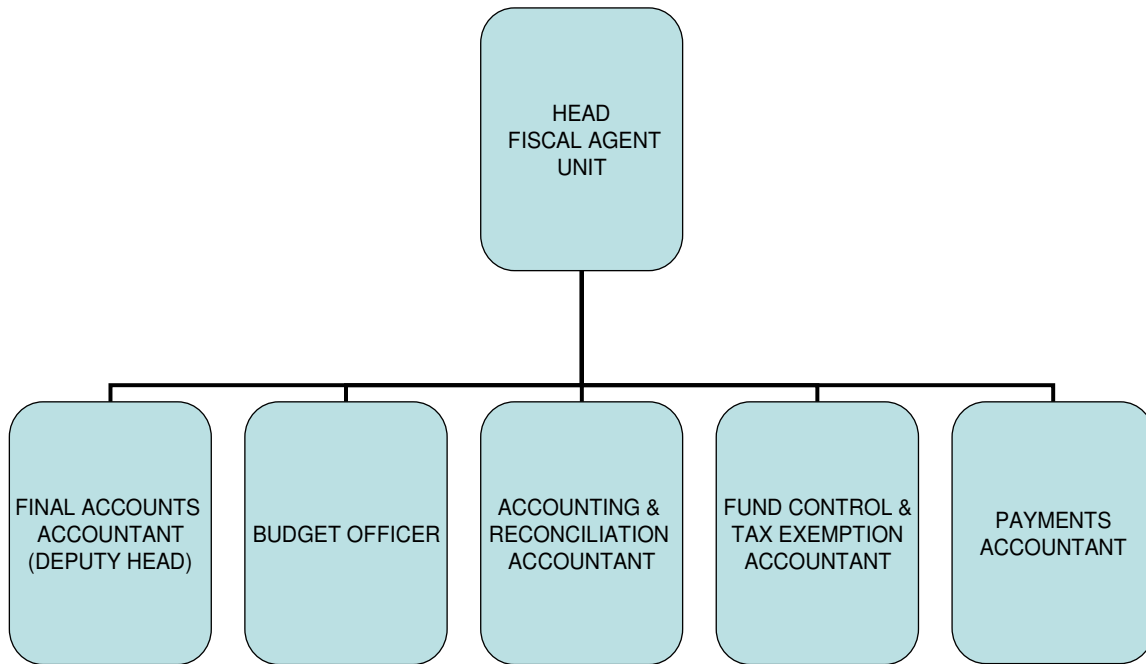 HEAD
FISCAL AGENT
UNIT
FINAL ACCOUNTS
ACCOUNTANT
(DEPUTY HEAD)
BUDGET OFFICER
ACCOUNTING &
RECONCILIATION
ACCOUNTANT
FUND CONTROL &
TAX EXEMPTION
ACCOUNTANT
PAYMENTS
ACCOUNTANT